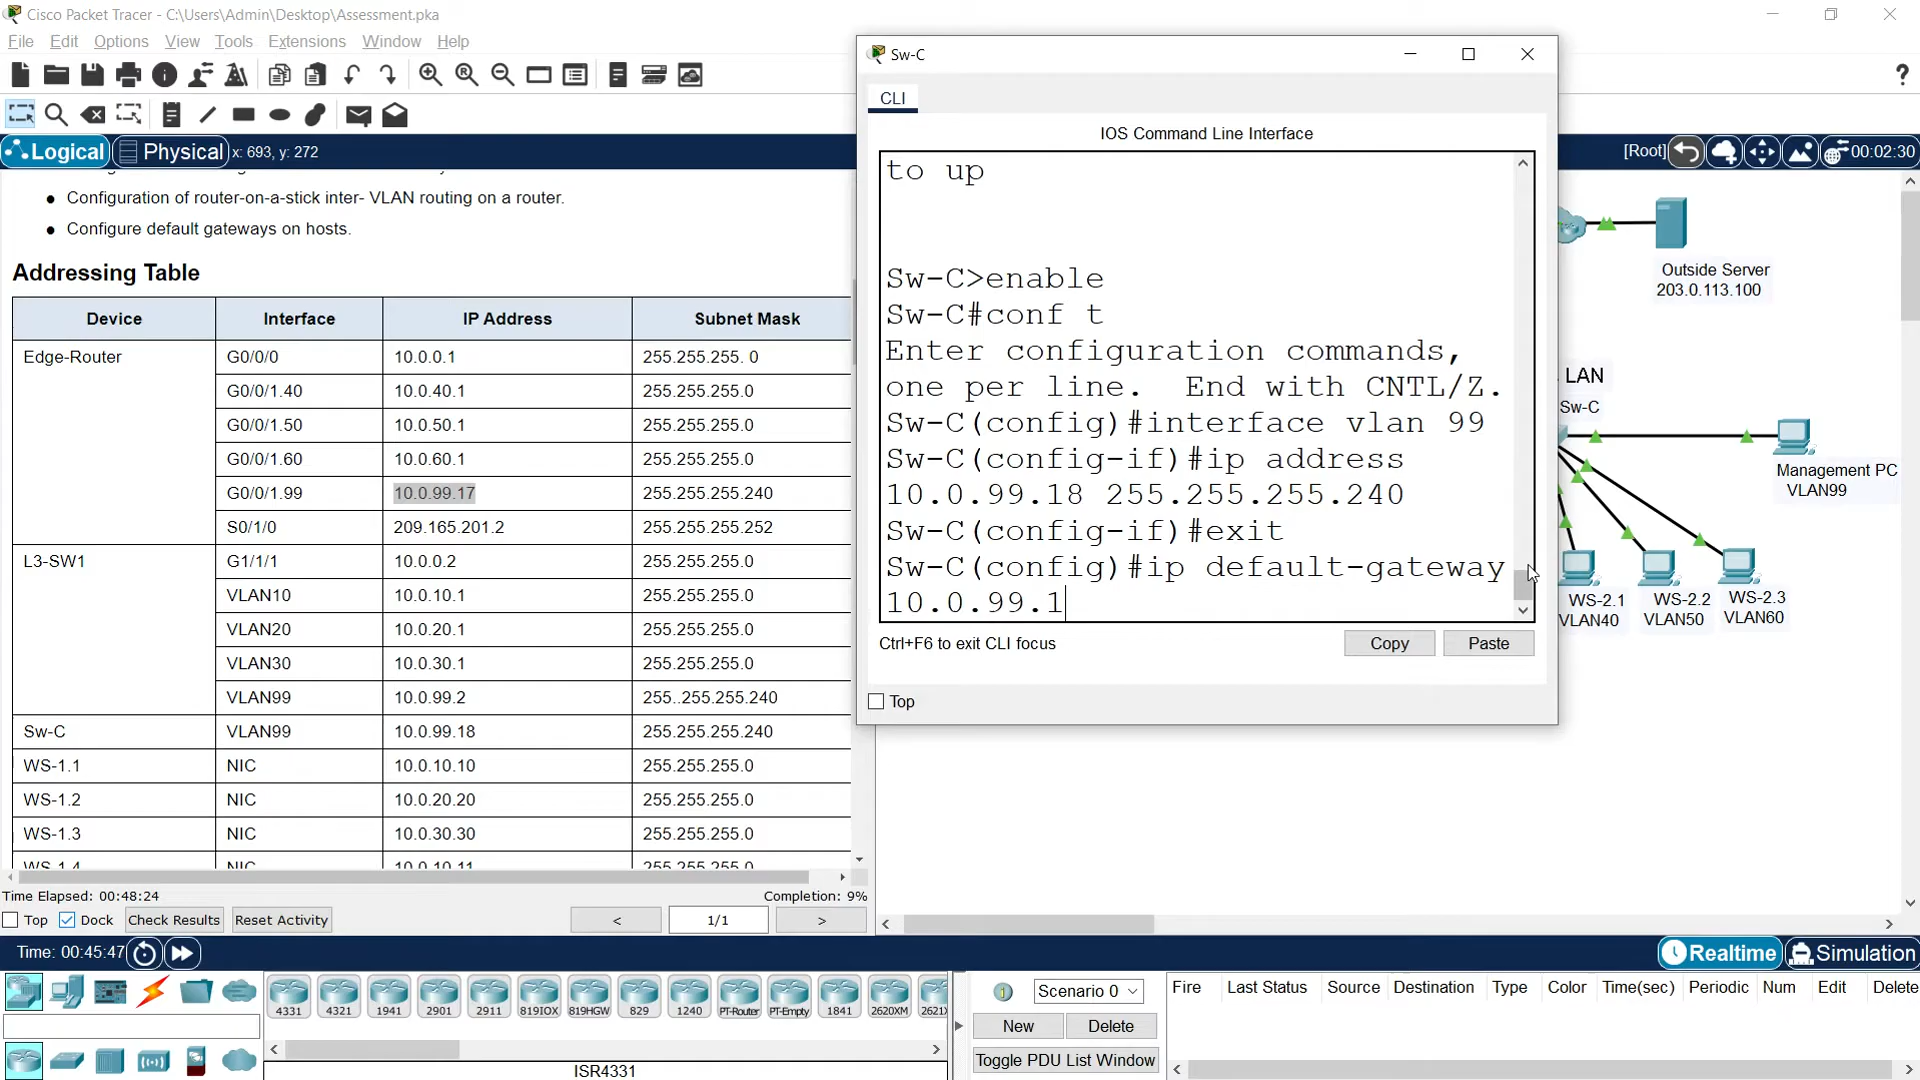 Cisco Packet Tracer - C:\Users\Admin\Desktop\Assessment.pka
File Edit Options View Tools Extensions Window Help
?
Logical Physical x: 693, y: 272
[Root] 00:02:30
• Configuration of router-on-a-stick inter- VLAN routing on a router.
• Configure default gateways on hosts.
Addressing Table
Device Interface IP Address Subnet Mask
Edge-Router G0/0/0 10.0.0.1 255.255.255. 0
G0/0/1.40 10.0.40.1 255.255.255.0
G0/0/1.50 10.0.50.1 255.255.255.0
G0/0/1.60 10.0.60.1 255.255.255.0
G0/0/1.99 10.0.99.17 255.255.255.240
S0/1/0 209.165.201.2 255.255.255.252
L3-SW1 G1/1/1 10.0.0.2 255.255.255.0
VLAN10 10.0.10.1 255.255.255.0
VLAN20 10.0.20.1 255.255.255.0
VLAN30 10.0.30.1 255.255.255.0
VLAN99 10.0.99.2 255..255.255.240
Sw-C VLAN99 10.0.99.18 255.255.255.240
WS-1.1 NIC 10.0.10.10 255.255.255.0
WS-1.2 NIC 10.0.20.20 255.255.255.0
WS-1.3 NIC 10.0.30.30 255.255.255.0
WS-1.4 NIC 10.0.10.11 255.255.255.0
Time Elapsed: 00:48:24 Completion: 9%
Top Dock Check Results Reset Activity < 1/1 >
Sw-C
CLI
IOS Command Line Interface
to up
Sw-C>enable
Sw-C#conf t
Enter configuration commands,
one per line. End with CNTL/Z.
Sw-C(config)#interface vlan 99
Sw-C(config-if)#ip address
10.0.99.18 255.255.255.240
Sw-C(config-if)#exit
Sw-C(config)#ip default-gateway
10.0.99.1
Ctrl+F6 to exit CLI focus Copy Paste
Top
Outside Server
203.0.113.100
LAN
Sw-C
Management PC
VLAN99
WS-2.1
VLAN40
WS-2.2
VLAN50
WS-2.3
VLAN60
Time: 00:45:47 Realtime Simulation
4331 4321 1941 2901 2911 819IOX 819HGW 829 1240 PT-Router PT-Empty 1841 2620XM 2621X
ISR4331
Scenario 0
New Delete
Toggle PDU List Window
Fire Last Status Source Destination Type Color Time(sec) Periodic Num Edit Delete